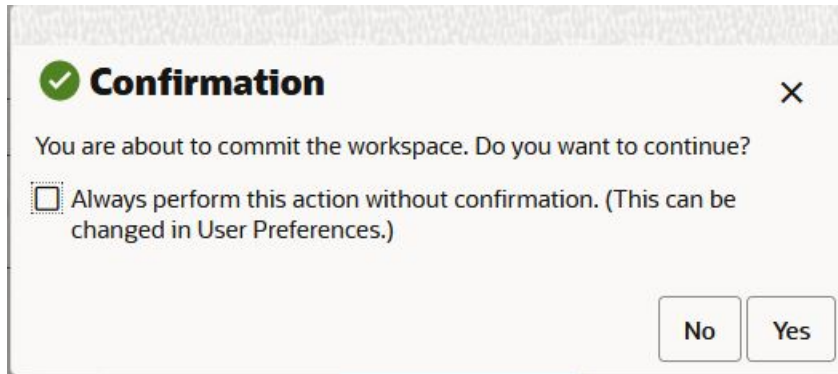 Confirmation
You are about to commit the workspace. Do you want to continue?
Always perform this action without confirmation. (This can be
changed in User Preferences.)
No Yes